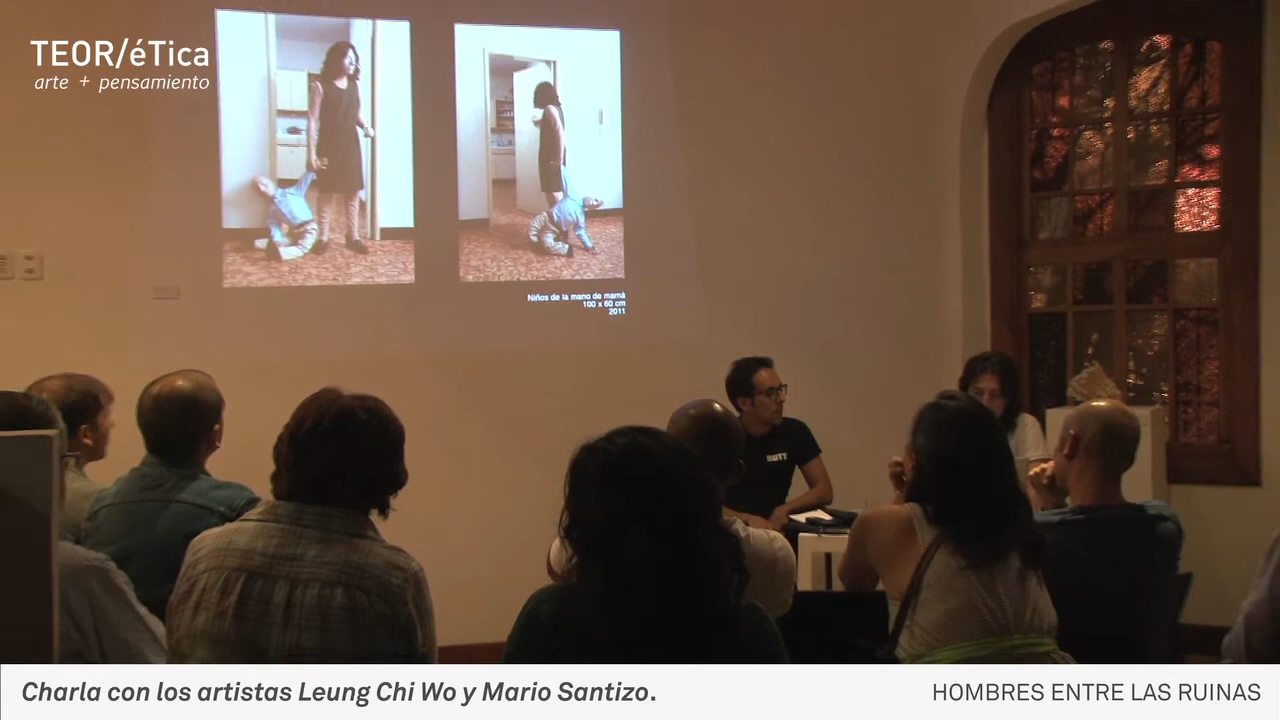 TEOR/éTica
arte + pensamiento
Niños de la mano de mamá
100 x 60 cm
2011
BUTT
Charla con los artistas Leung Chi Wo y Mario Santizo.
HOMBRES ENTRE LAS RUINAS